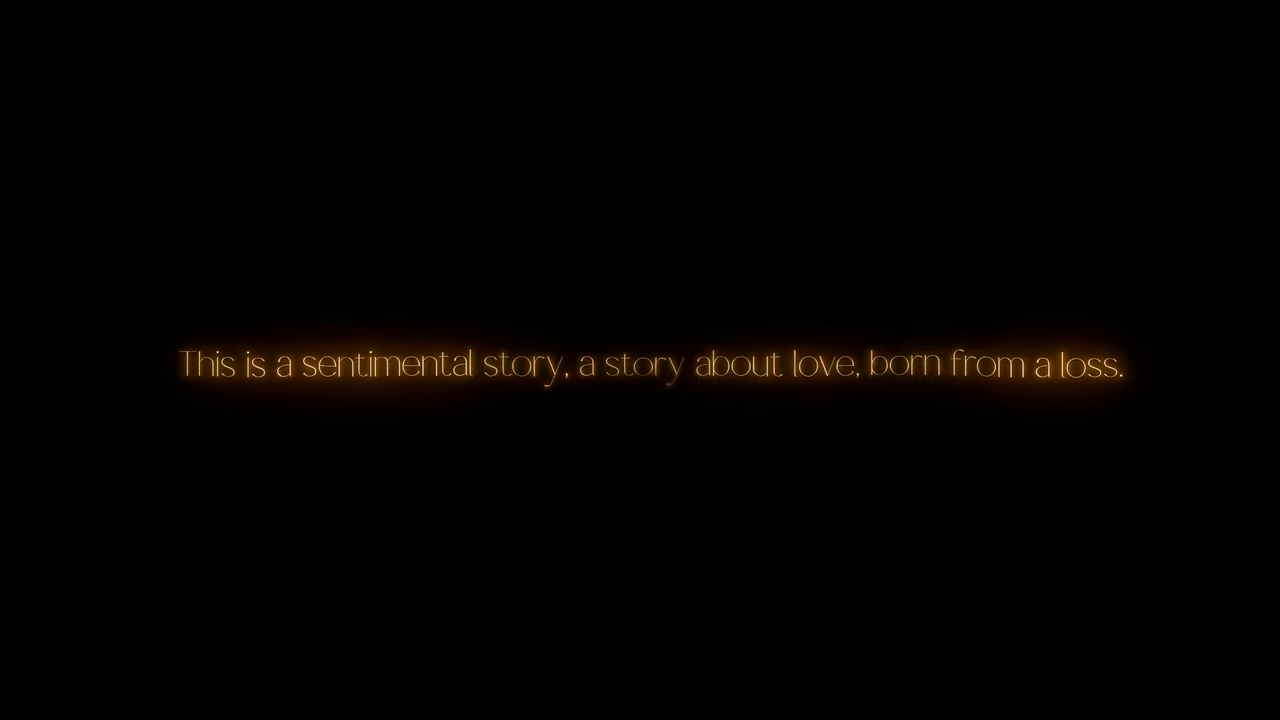 This is a sentimental story, a story about love, born from a loss.